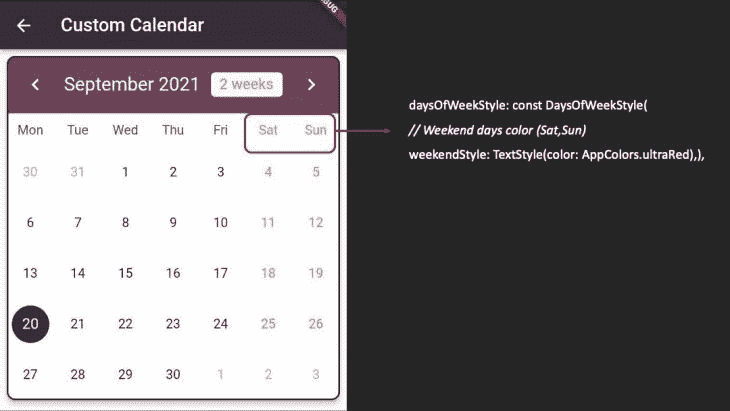 BUG
Custom Calendar
September 2021 2 weeks
Mon Tue Wed Thu Fri Sat Sun
30 31 1 2 3 4 5
6 7 8 9 10 11 12
13 14 15 16 17 18 19
20 21 22 23 24 25 26
27 28 29 30 1 2 3
daysOfWeekStyle: const DaysOfWeekStyle(
// Weekend days color (Sat,Sun)
weekendStyle: TextStyle(color: AppColors.ultraRed),),